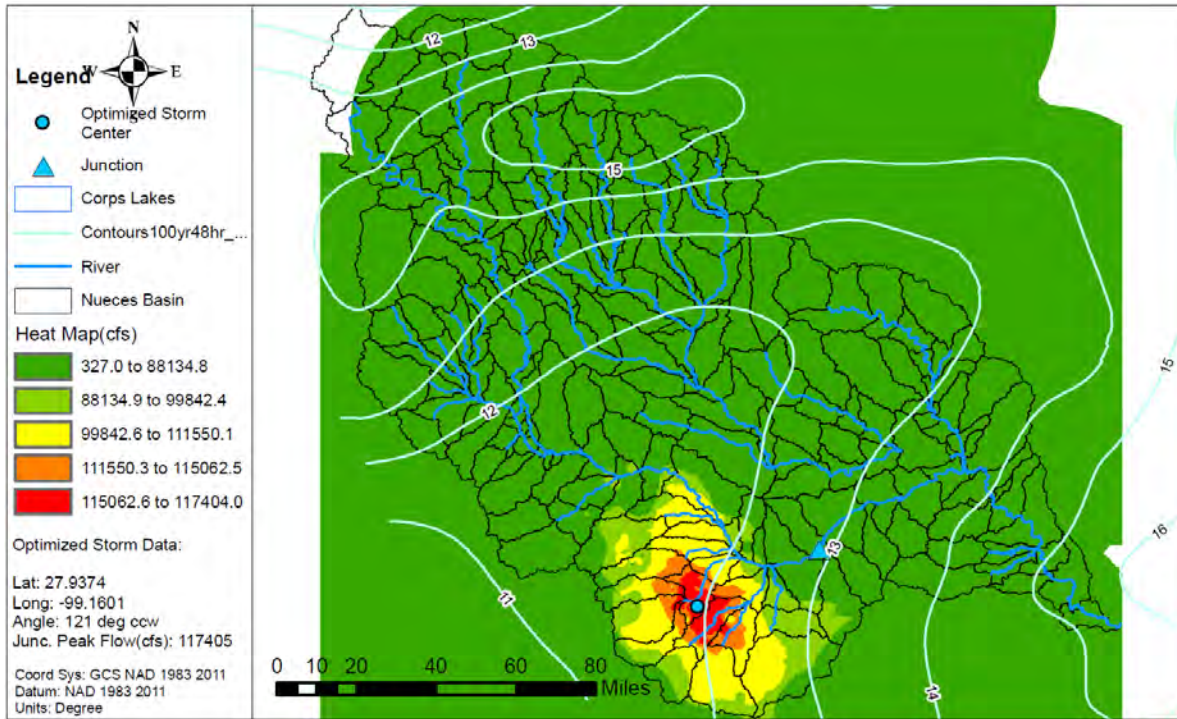 N
W
E
S
Legend
Optimized Storm
Center
Junction
Corps Lakes
Contours100yr48hr_...
River
Nueces Basin
Heat Map(cfs)
327.0 to 88134.8
88134.9 to 99842.4
99842.6 to 111550.1
111550.3 to 115062.5
115062.6 to 117404.0
Optimized Storm Data:
Lat: 27.9374
Long: -99.1601
Angle: 121 deg ccw
Junc. Peak Flow(cfs): 117405
Coord Sys: GCS NAD 1983 2011
Datum: NAD 1983 2011
Units: Degree
12
13
15
15
12
16
13
11
14
0 10 20 40 60 80
Miles